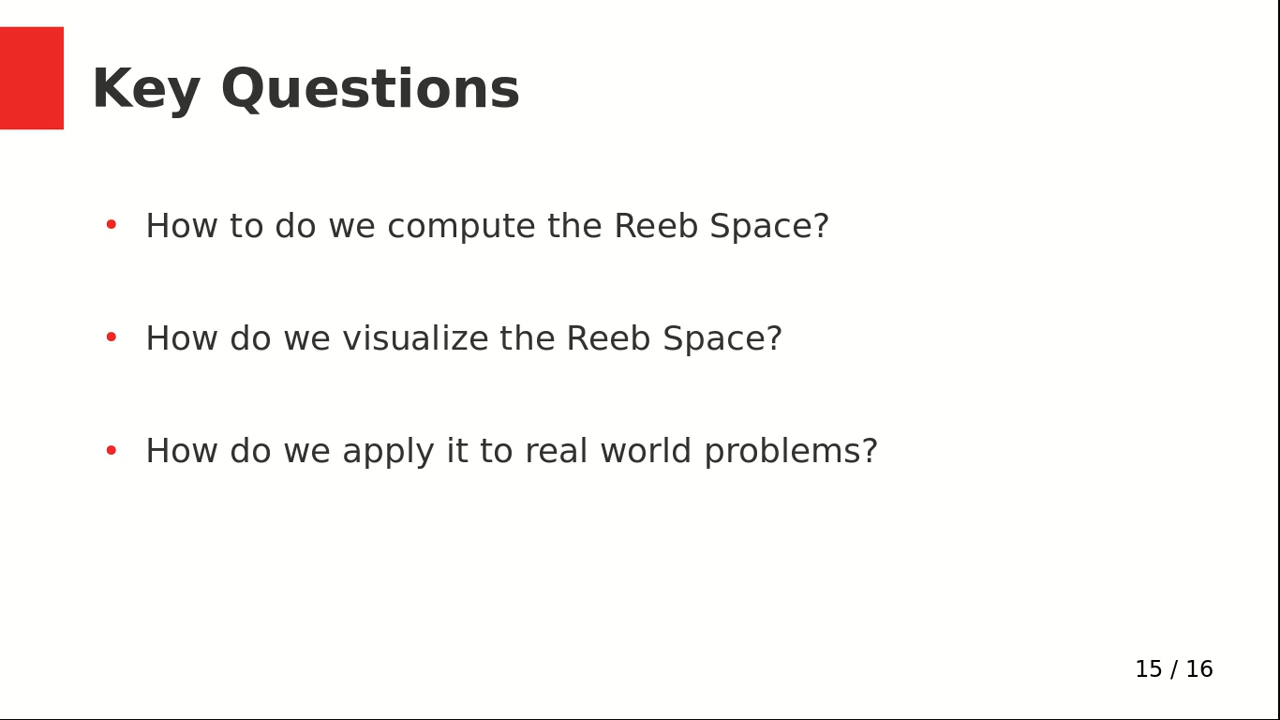 Key Questions
• How to do we compute the Reeb Space?
• How do we visualize the Reeb Space?
• How do we apply it to real world problems?
15 / 16